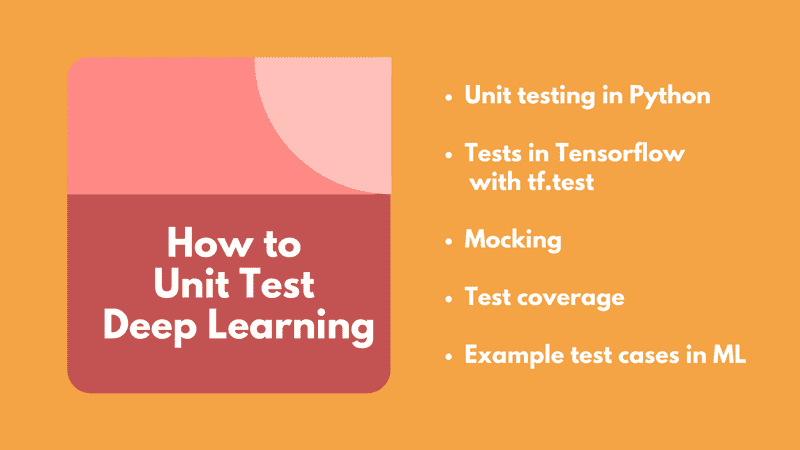 How to
Unit Test
Deep Learning
• Unit testing in Python
• Tests in Tensorflow
with tf.test
• Mocking
• Test coverage
• Example test cases in ML